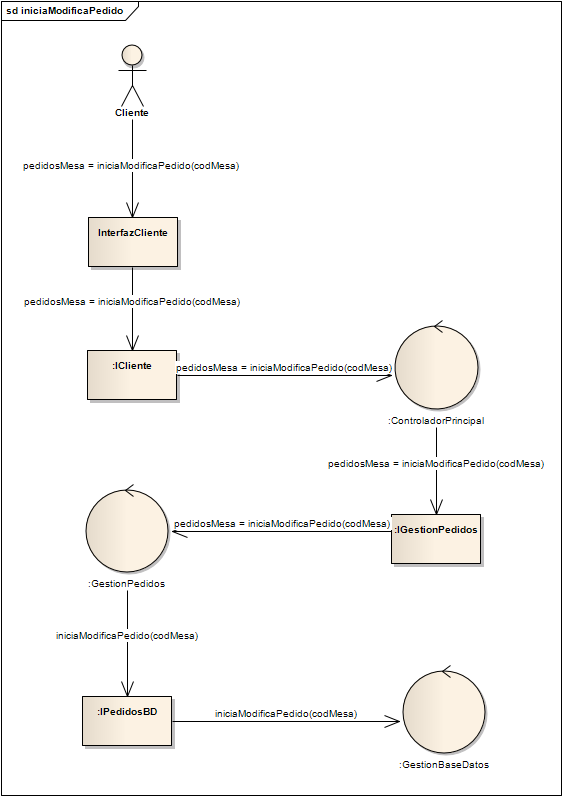 sd iniciaModificaPedido
Cliente
pedidosMesa = iniciaModificaPedido(codMesa)
InterfazCliente
pedidosMesa = iniciaModificaPedido(codMesa)
:ICliente
pedidosMesa = iniciaModificaPedido(codMesa)
:ControladorPrincipal
pedidosMesa = iniciaModificaPedido(codMesa)
:IGestionPedidos
pedidosMesa = iniciaModificaPedido(codMesa)
:GestionPedidos
iniciaModificaPedido(codMesa)
:IPedidosBD
iniciaModificaPedido(codMesa)
:GestionBaseDatos